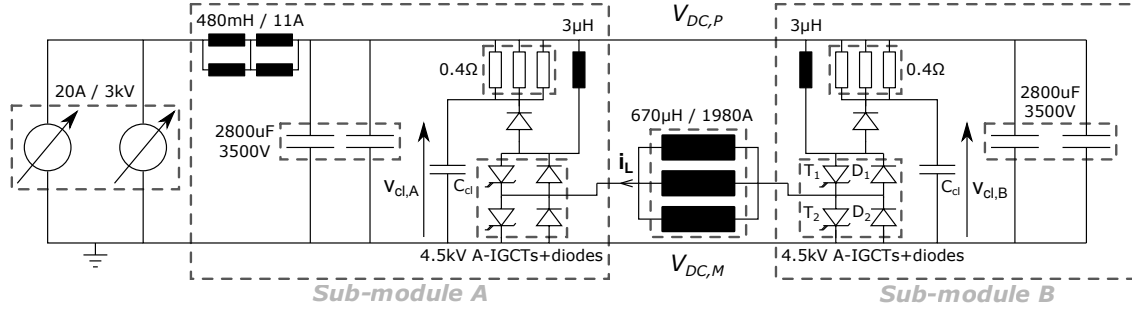 480mH / 11A
3µH
V_DC,P
3µH
0.4Ω
0.4Ω
20A / 3kV
2800uF
3500V
670µH / 1980A
2800uF
3500V
v_cl,A
C_cl
i_L
T_1
D_1
C_cl
v_cl,B
T_2
D_2
4.5kV A-IGCTs+diodes
V_DC,M
4.5kV A-IGCTs+diodes
Sub-module A
Sub-module B